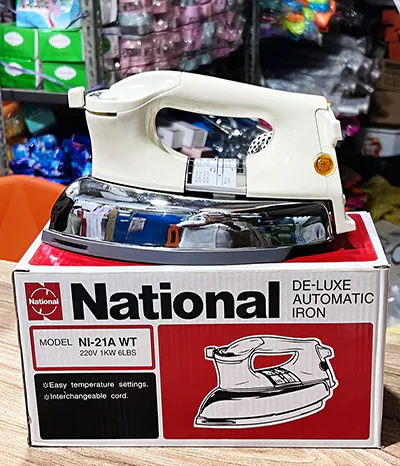 National
National
DE-LUXE
AUTOMATIC
IRON
MODEL NI-21A WT
220V 1KW 6LBS
※Easy temperature settings.
※Interchangeable cord.